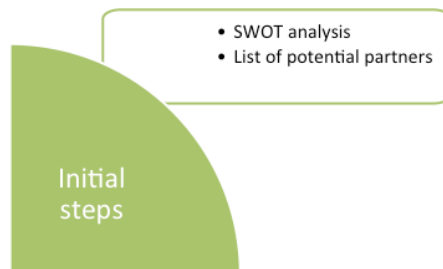 • SWOT analysis
• List of potential partners
Initial
steps